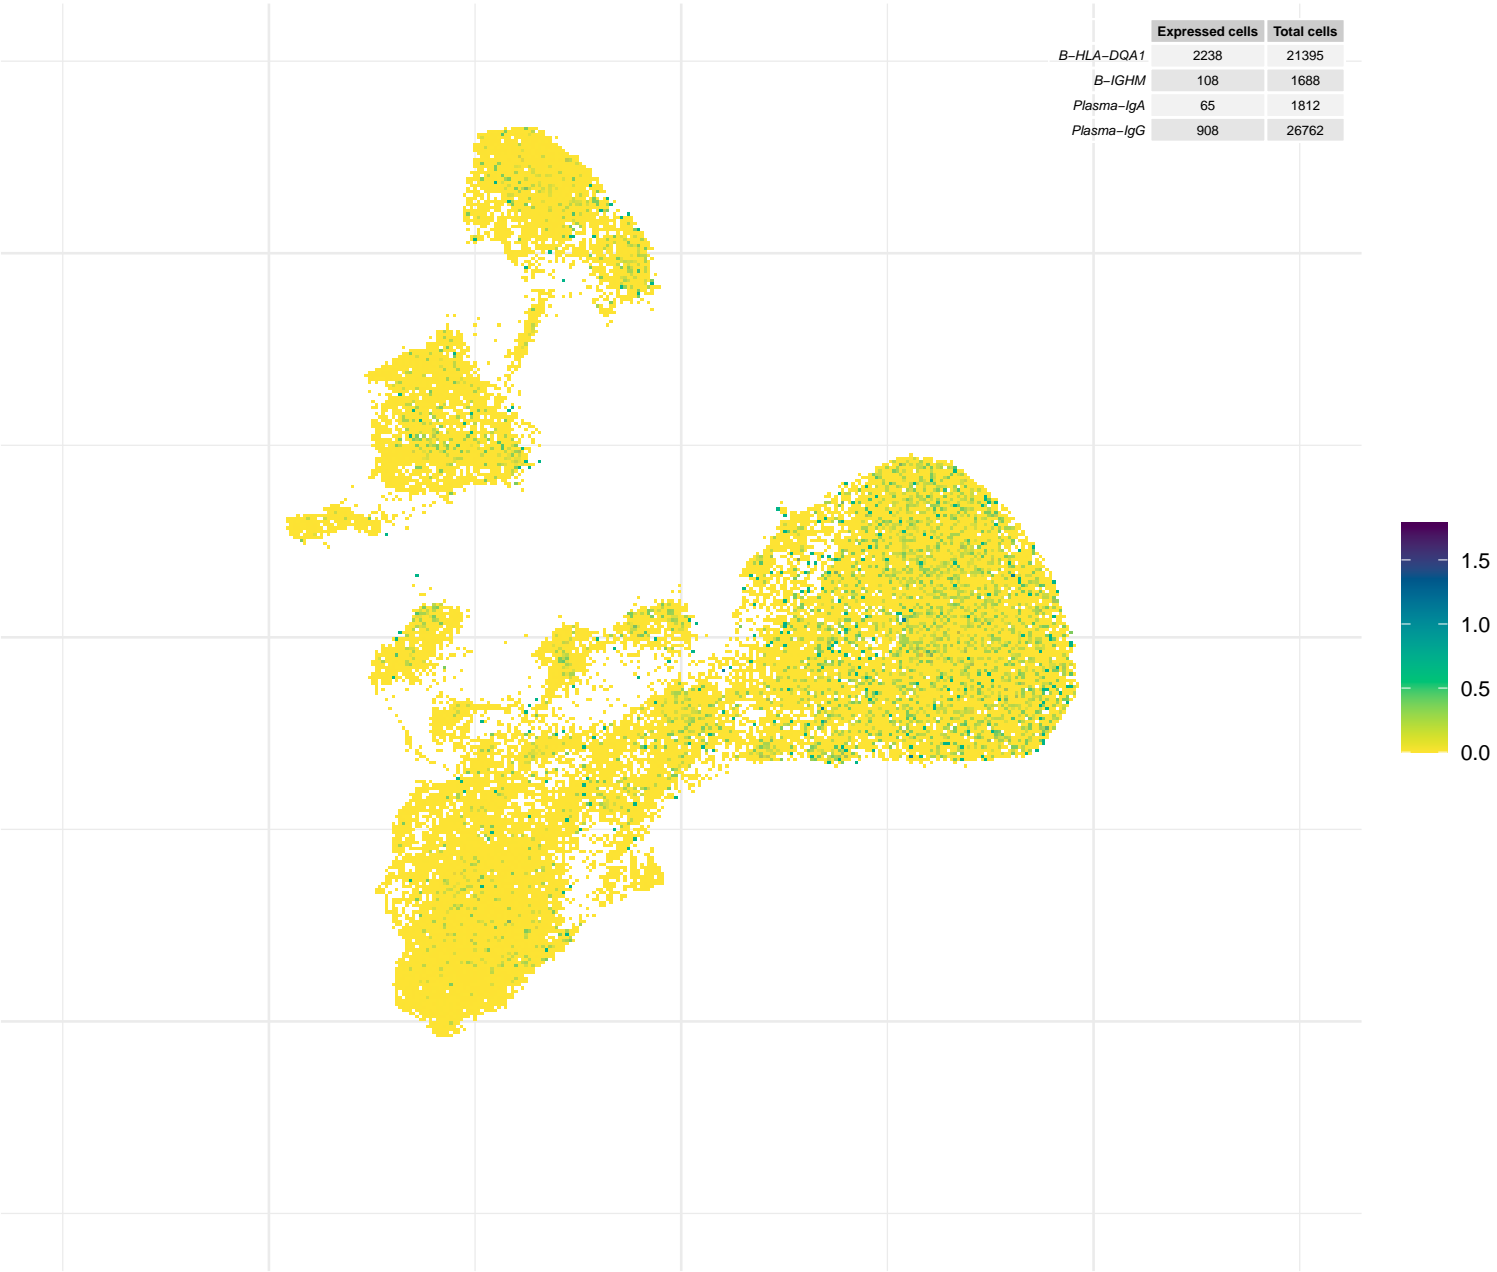 Expressed cells Total cells
B−HLA−DQA1 2238 21395
B−IGHM 108 1688
Plasma−IgA 65 1812
Plasma−IgG 908 26762
1.5
1.0
0.5
0.0